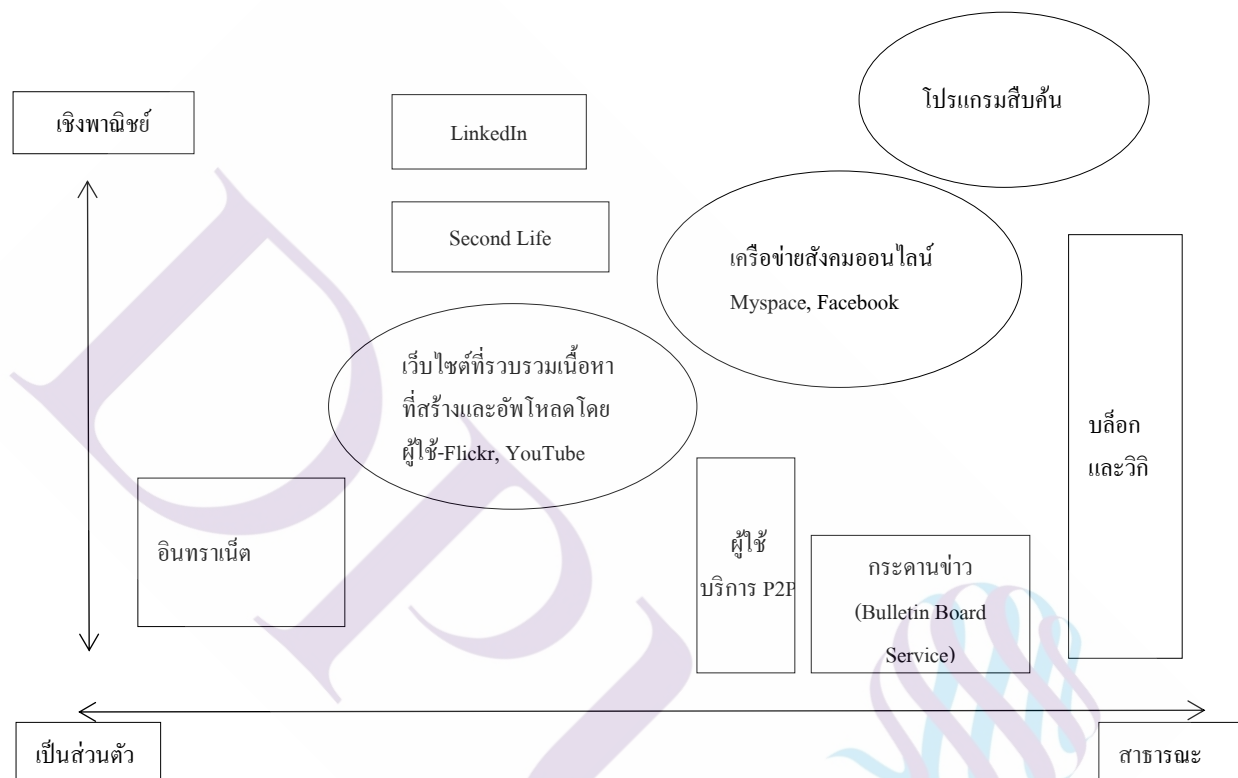 โปรแกรมสืบค้น
เชิงพาณิชย์
LinkedIn
Second Life
เครือข่ายสังคมออนไลน์
Myspace, Facebook
เว็บไซต์ที่รวบรวมเนื้อหา
ที่สร้างและอัพโหลดโดย
ผู้ใช้-Flickr, YouTube
บล็อก
และวิกิ
อินทราเน็ต
ผู้ใช้
บริการ P2P
กระดานข่าว
(Bulletin Board
Service)
เป็นส่วนตัว
สาธารณะ